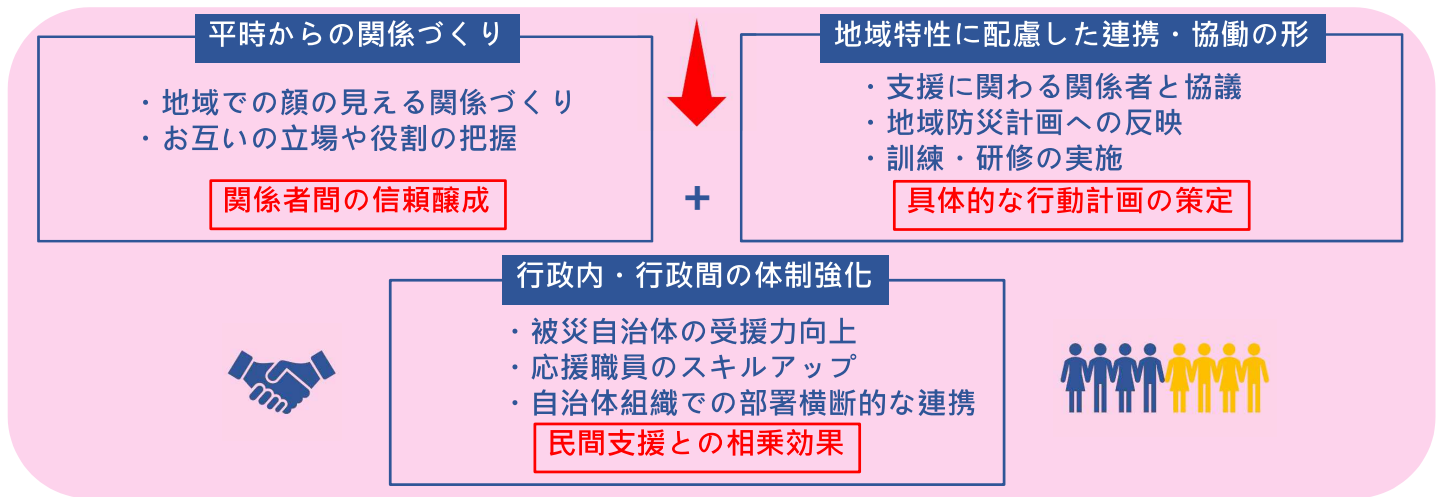 平時からの関係づくり
・地域での顔の見える関係づくり
・お互いの立場や役割の把握
関係者間の信頼醸成
+
地域特性に配慮した連携・協働の形
・支援に関わる関係者と協議
・地域防災計画への反映
・訓練・研修の実施
具体的な行動計画の策定
行政内・行政間の体制強化
・被災自治体の受援力向上
・応援職員のスキルアップ
・自治体組織での部署横断的な連携
民間支援との相乗効果